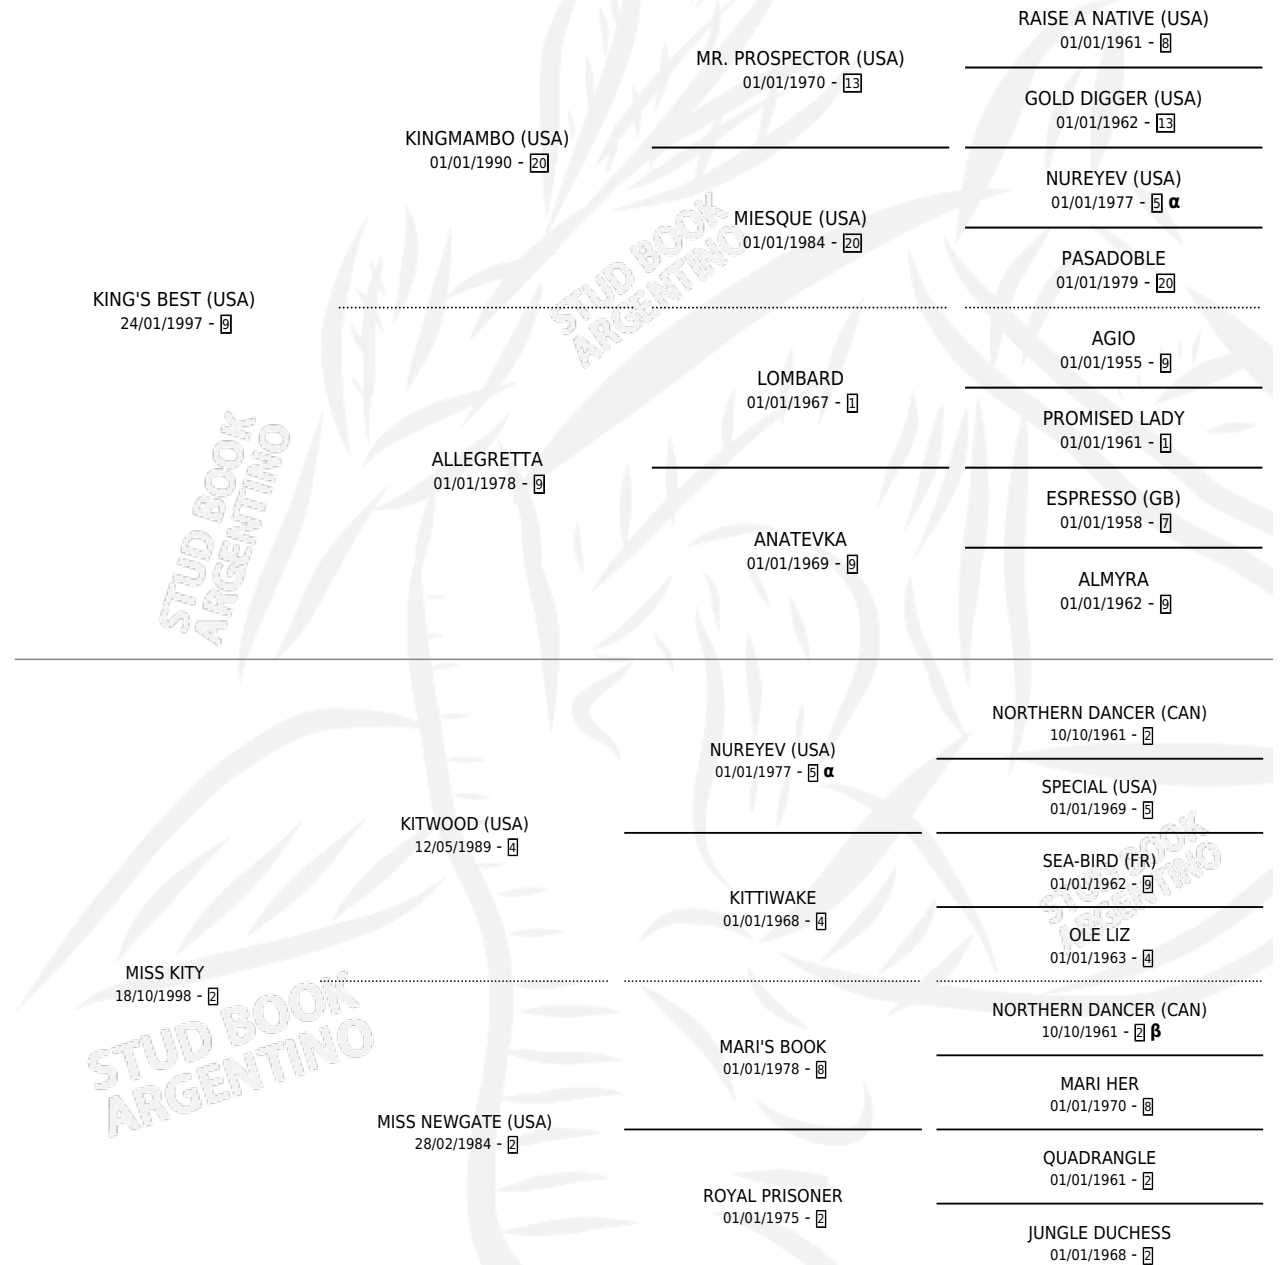 RAISE A NATIVE (USA)
01/01/1961 - 8
MR. PROSPECTOR (USA)
01/01/1970 - 13
GOLD DIGGER (USA)
01/01/1962 - 13
KINGMAMBO (USA)
01/01/1990 - 20
NUREYEV (USA)
01/01/1977 - 5 α
MIESQUE (USA)
01/01/1984 - 20
PASADOBLE
01/01/1979 - 20
KING'S BEST (USA)
24/01/1997 - 9
AGIO
01/01/1955 - 9
LOMBARD
01/01/1967 - 1
PROMISED LADY
01/01/1961 - 1
ALLEGRETTA
01/01/1978 - 9
ESPRESSO (GB)
01/01/1958 - 7
ANATEVKA
01/01/1969 - 9
ALMYRA
01/01/1962 - 9
NORTHERN DANCER (CAN)
10/10/1961 - 2
NUREYEV (USA)
01/01/1977 - 5 α
SPECIAL (USA)
01/01/1969 - 5
KITWOOD (USA)
12/05/1989 - 4
SEA-BIRD (FR)
01/01/1962 - 9
KITTIWAKE
01/01/1968 - 4
OLE LIZ
01/01/1963 - 4
MISS KITY
18/10/1998 - 2
NORTHERN DANCER (CAN)
10/10/1961 - 2 β
MARI'S BOOK
01/01/1978 - 8
MARI HER
01/01/1970 - 8
MISS NEWGATE (USA)
28/02/1984 - 2
QUADRANGLE
01/01/1961 - 2
ROYAL PRISONER
01/01/1975 - 2
JUNGLE DUCHESS
01/01/1968 - 2
STUD BOOK
ARGENTINO
STUD BOOK
ARGENTINO
STUD BOOK
ARGENTINO
STUD BOOK
ARGENTINO